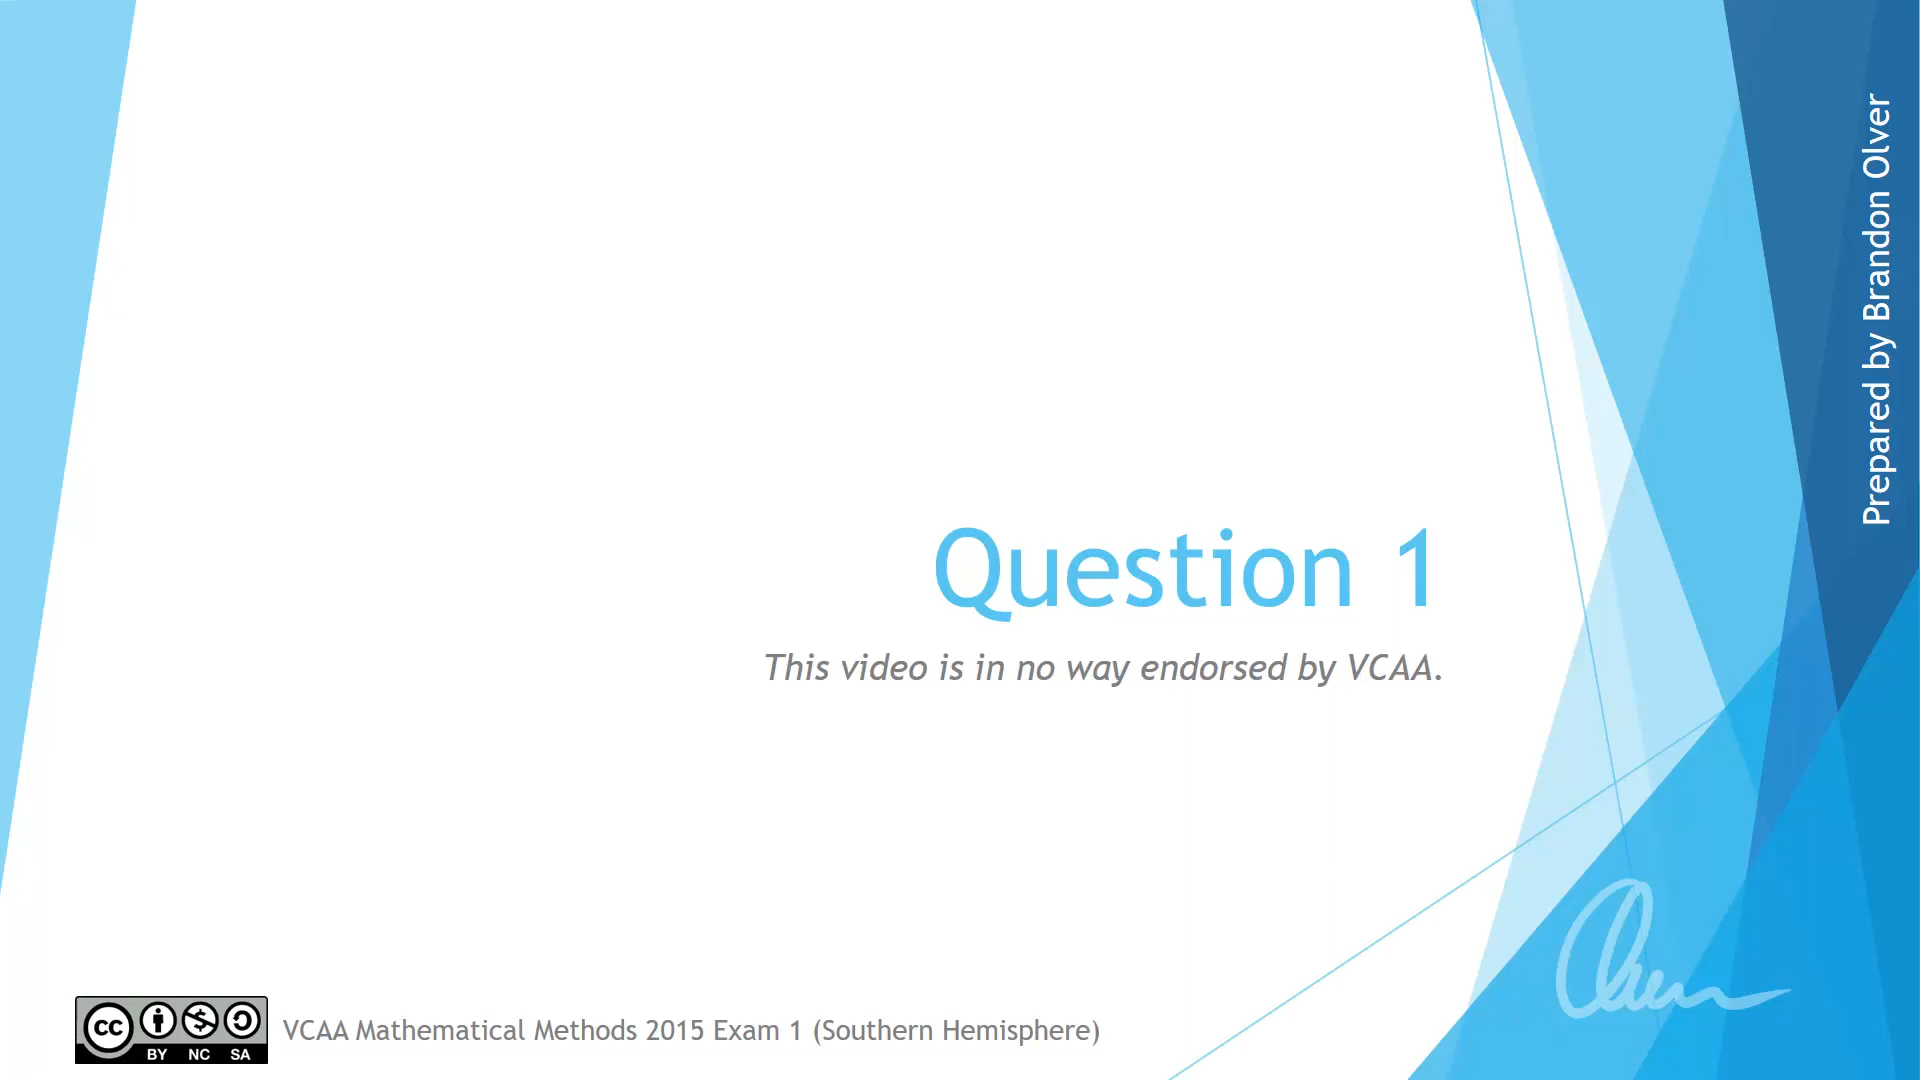 Prepared by Brandon Olver
Question 1
This video is in no way endorsed by VCAA.
cc
BY NC SA
VCAA Mathematical Methods 2015 Exam 1 (Southern Hemisphere)